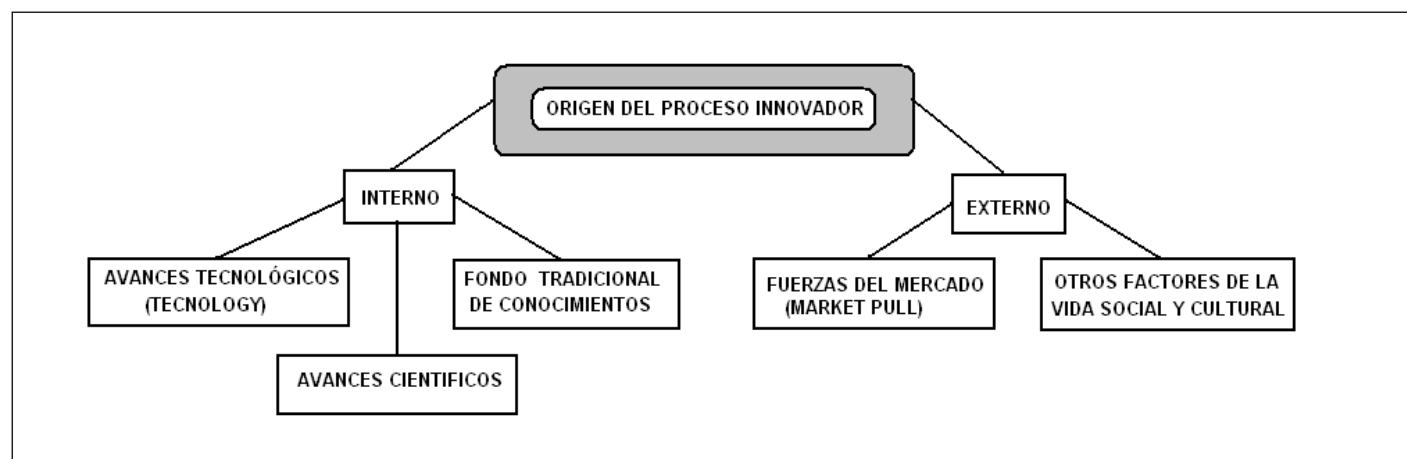 ORIGEN DEL PROCESO INNOVADOR
INTERNO
EXTERNO
AVANCES TECNOLÓGICOS
(TECNOLOGY)
FONDO TRADICIONAL
DE CONOCIMIENTOS
AVANCES CIENTIFICOS
FUERZAS DEL MERCADO
(MARKET PULL)
OTROS FACTORES DE LA
VIDA SOCIAL Y CULTURAL